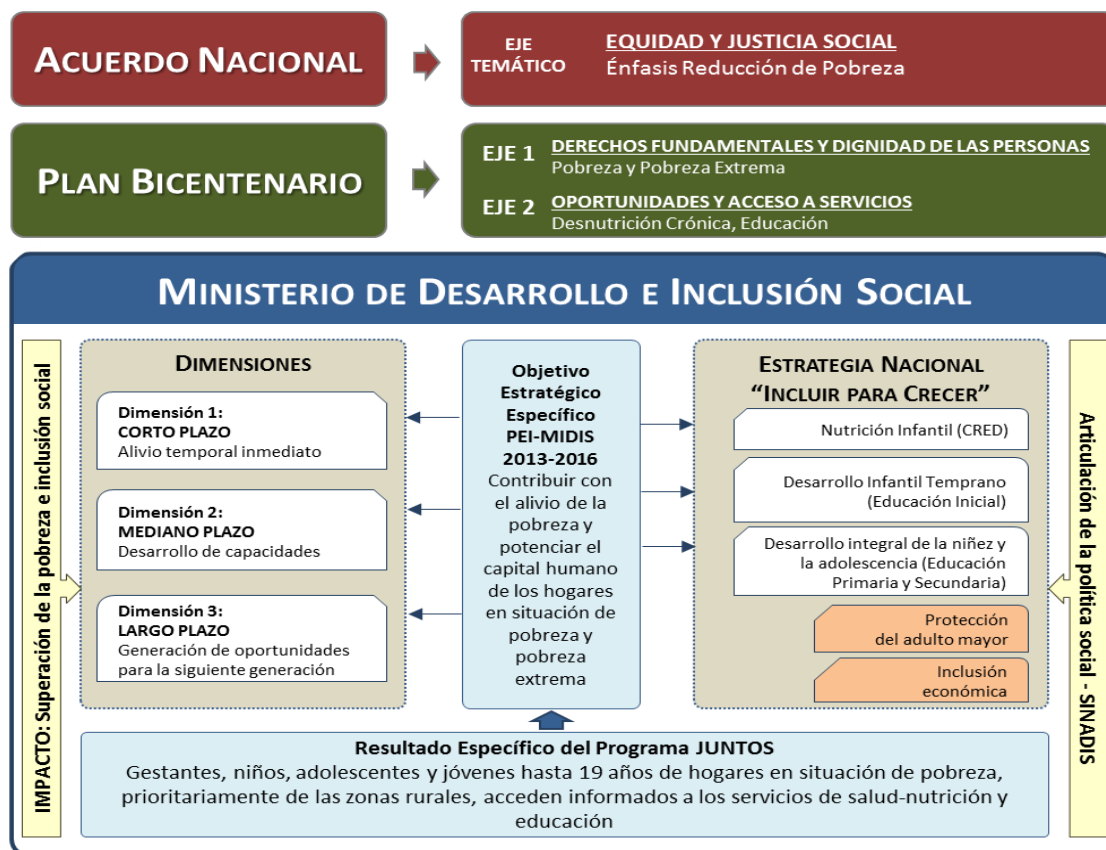 ACUERDO NACIONAL
EJE
TEMÁTICO
EQUIDAD Y JUSTICIA SOCIAL
Énfasis Reducción de Pobreza
PLAN BICENTENARIO
EJE 1
DERECHOS FUNDAMENTALES Y DIGNIDAD DE LAS PERSONAS
Pobreza y Pobreza Extrema
EJE 2
OPORTUNIDADES Y ACCESO A SERVICIOS
Desnutrición Crónica, Educación
MINISTERIO DE DESARROLLO E INCLUSIÓN SOCIAL
IMPACTO: Superación de la pobreza e inclusión social
DIMENSIONES
Dimensión 1:
CORTO PLAZO
Alivio temporal inmediato
Dimensión 2:
MEDIANO PLAZO
Desarrollo de capacidades
Dimensión 3:
LARGO PLAZO
Generación de oportunidades
para la siguiente generación
Objetivo
Estratégico
Específico
PEI-MIDIS
2013-2016
Contribuir con
el alivio de la
pobreza y
potenciar el
capital humano
de los hogares
en situación de
pobreza y
pobreza
extrema
ESTRATEGIA NACIONAL
“INCLUIR PARA CRECER”
Nutrición Infantil (CRED)
Desarrollo Infantil Temprano
(Educación Inicial)
Desarrollo integral de la niñez y
la adolescencia (Educación
Primaria y Secundaria)
Protección
del adulto mayor
Inclusión
económica
Articulación de la política social - SINADIS
Resultado Específico del Programa JUNTOS
Gestantes, niños, adolescentes y jóvenes hasta 19 años de hogares en situación de pobreza,
prioritariamente de las zonas rurales, acceden informados a los servicios de salud-nutrición y
educación